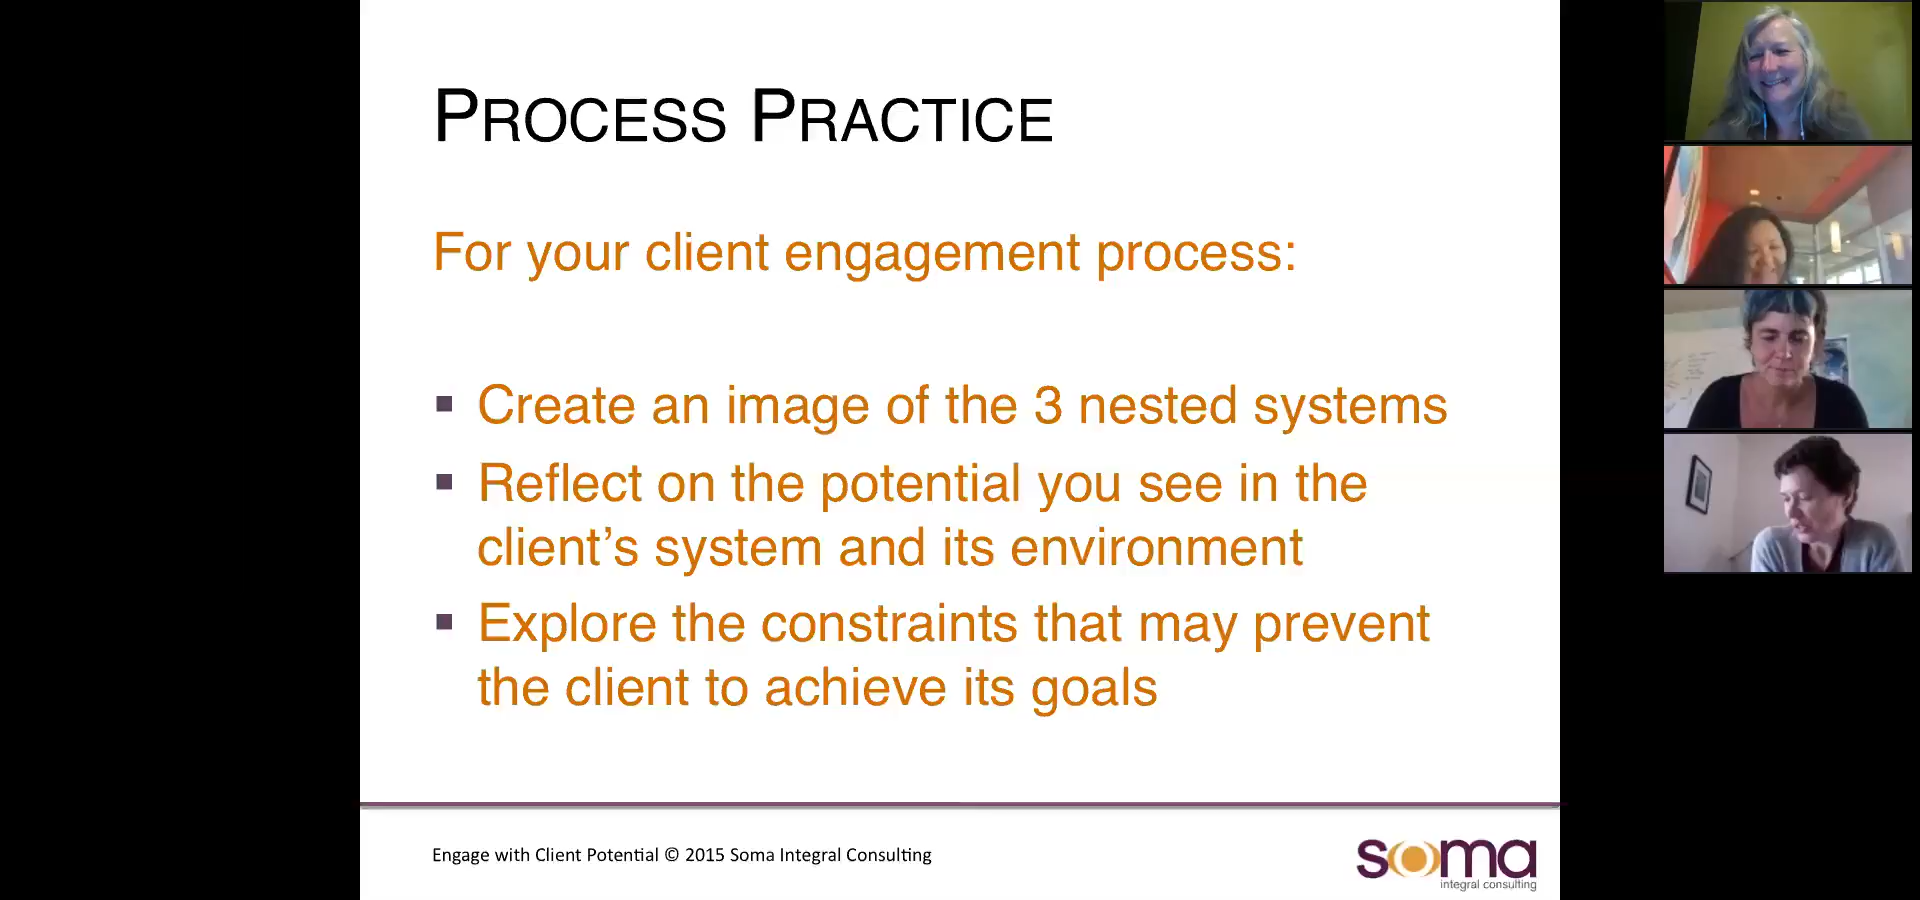 PROCESS PRACTICE
For your client engagement process:
▪ Create an image of the 3 nested systems
▪ Reflect on the potential you see in the
client’s system and its environment
▪ Explore the constraints that may prevent
the client to achieve its goals
Engage with Client Potential © 2015 Soma Integral Consulting
soma
integral consulting